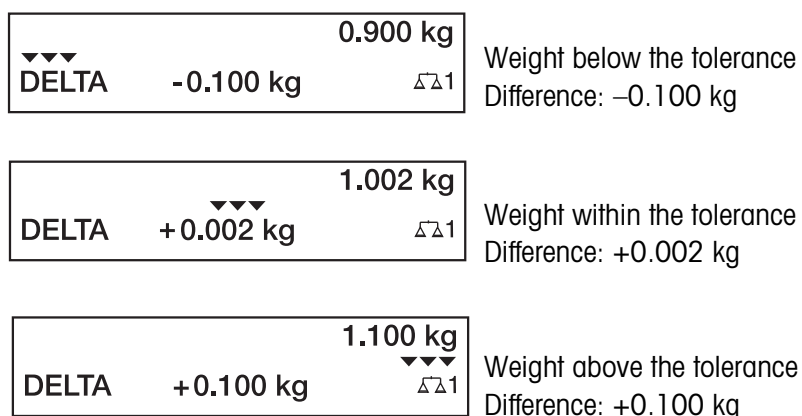 0.900 kg
▼▼▼
DELTA -0.100 kg 1
Weight below the tolerance
Difference: –0.100 kg
1.002 kg
▼▼▼
DELTA +0.002 kg 1
Weight within the tolerance
Difference: +0.002 kg
1.100 kg
▼▼▼
DELTA +0.100 kg 1
Weight above the tolerance
Difference: +0.100 kg